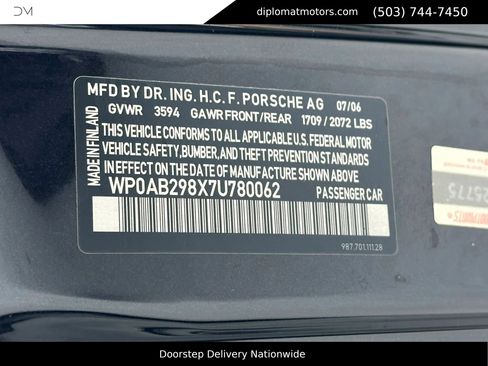 DM
diplomatmotors.com (503) 744-7450
MFD BY DR. ING. H.C. F. PORSCHE AG 07/06
GVWR 3594 GAWR FRONT/REAR 1709 / 2072 LBS
THIS VEHICLE CONFORMS TO ALL APPLICABLE U.S. FEDERAL MOTOR
VEHICLE SAFETY, BUMPER, AND THEFT PREVENTION STANDARDS
IN EFFECT ON THE DATE OF MANUFACTURE SHOWN ABOVE
WP0AB298X7U780062 PASSENGER CAR
MADE IN FINLAND
987.701.111.28
Doorstep Delivery Nationwide